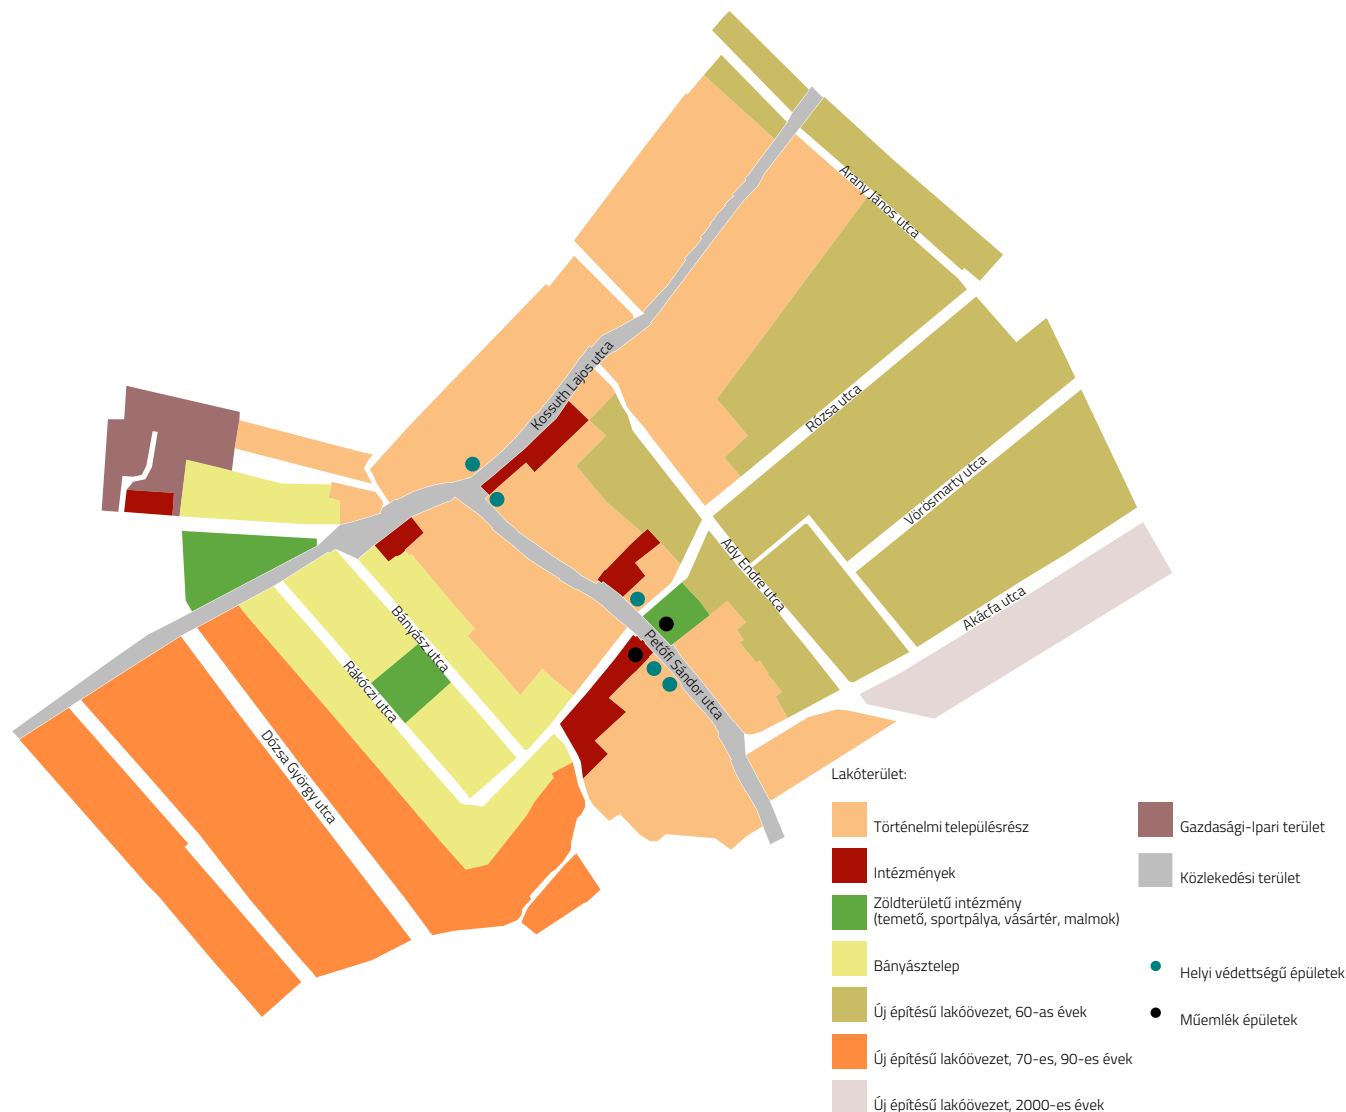 Arany János utca
Kossuth Lajos utca
Rózsa utca
Vörösmarty utca
Ady Endre utca
Akácfa utca
Bányász utca
Petőfi Sándor utca
Rákóczi utca
Dózsa György utca
Lakóterület:
Történelmi településrész
Intézmények
Zöldterületű intézmény
(temető, sportpálya, vásártér, malmok)
Bányásztelep
Új építésű lakóövezet, 60-as évek
Új építésű lakóövezet, 70-es, 90-es évek
Új építésű lakóövezet, 2000-es évek
Gazdasági-Ipari terület
Közlekedési terület
Helyi védettségű épületek
Műemlék épületek